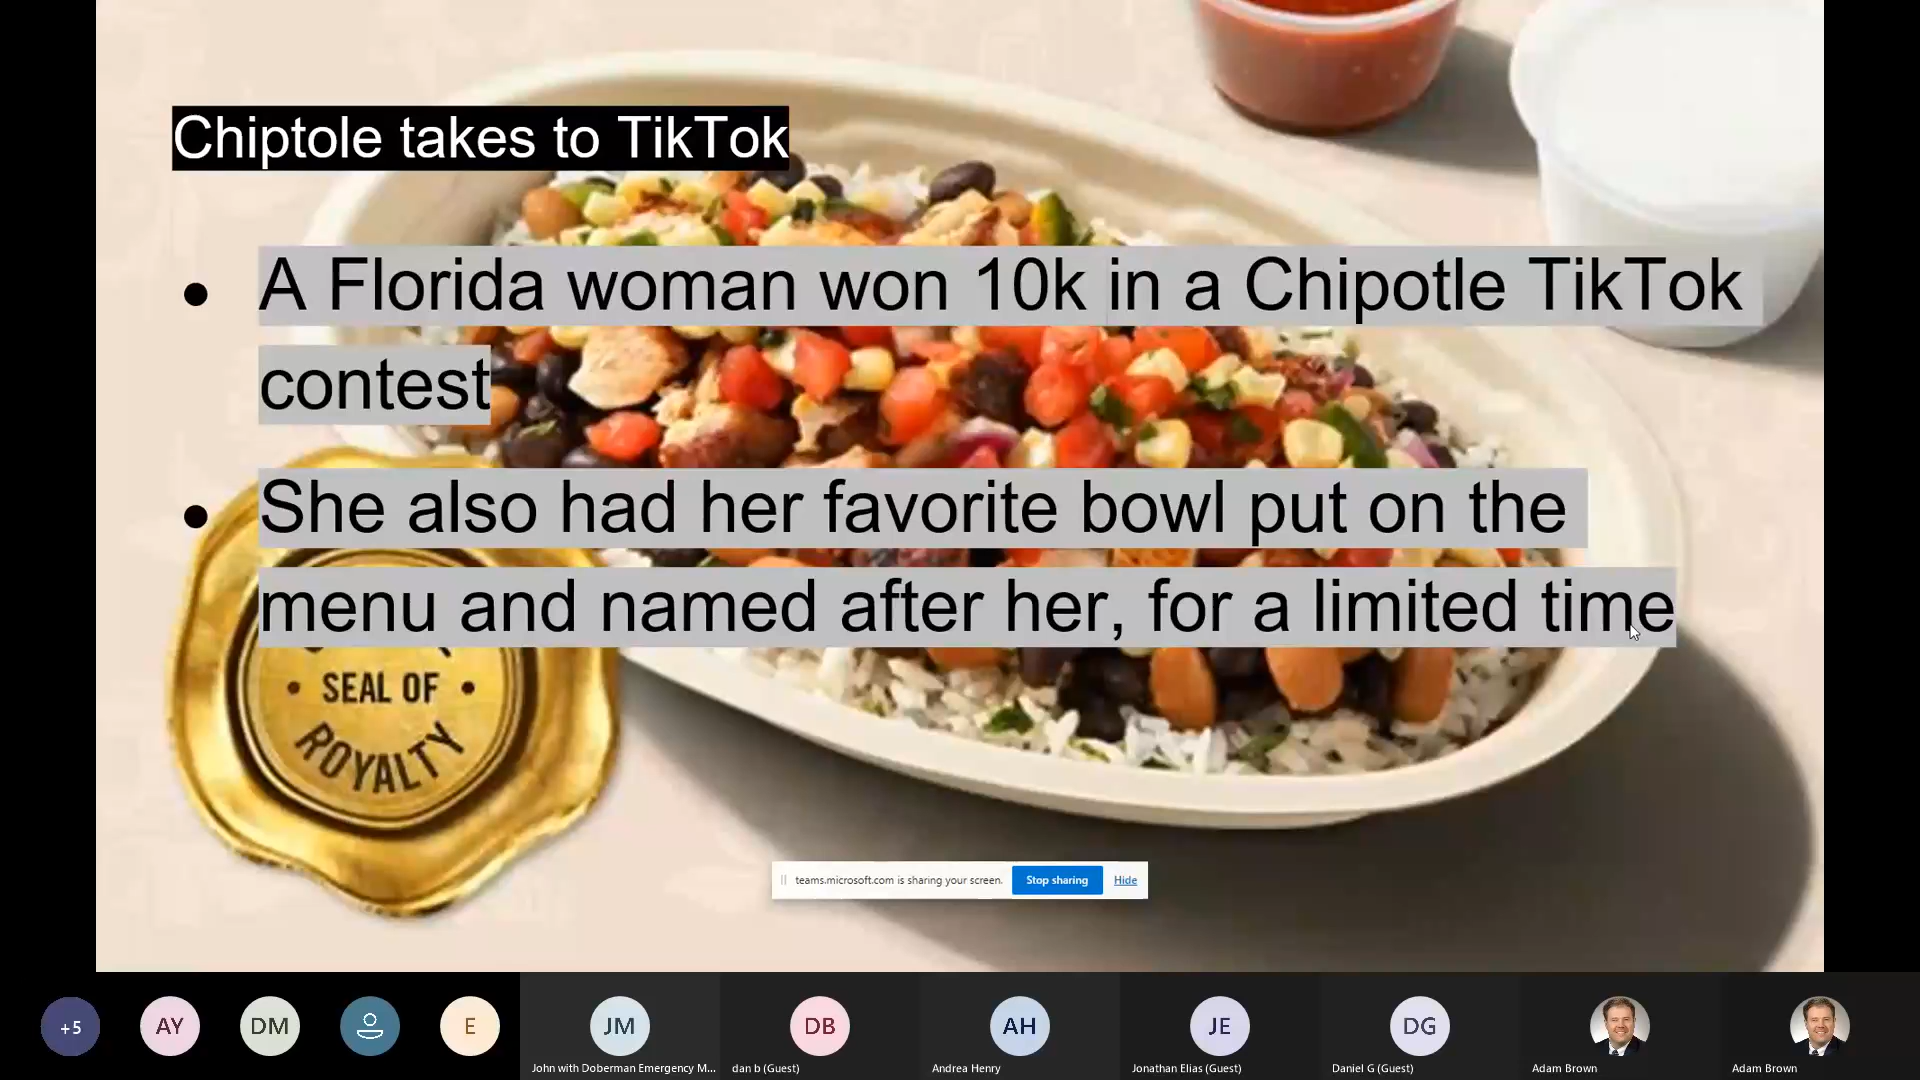 Chiptole takes to TikTok
• A Florida woman won 10k in a Chipotle TikTok
contest
• She also had her favorite bowl put on the
menu and named after her, for a limited time
• SEAL OF •
ROYALTY
teams.microsoft.com is sharing your screen. Stop sharing Hide
+5 AY DM E JM DB AH JE DG
John with Doberman Emergency M... dan b (Guest) Andrea Henry Jonathan Elias (Guest) Daniel G (Guest) Adam Brown Adam Brown